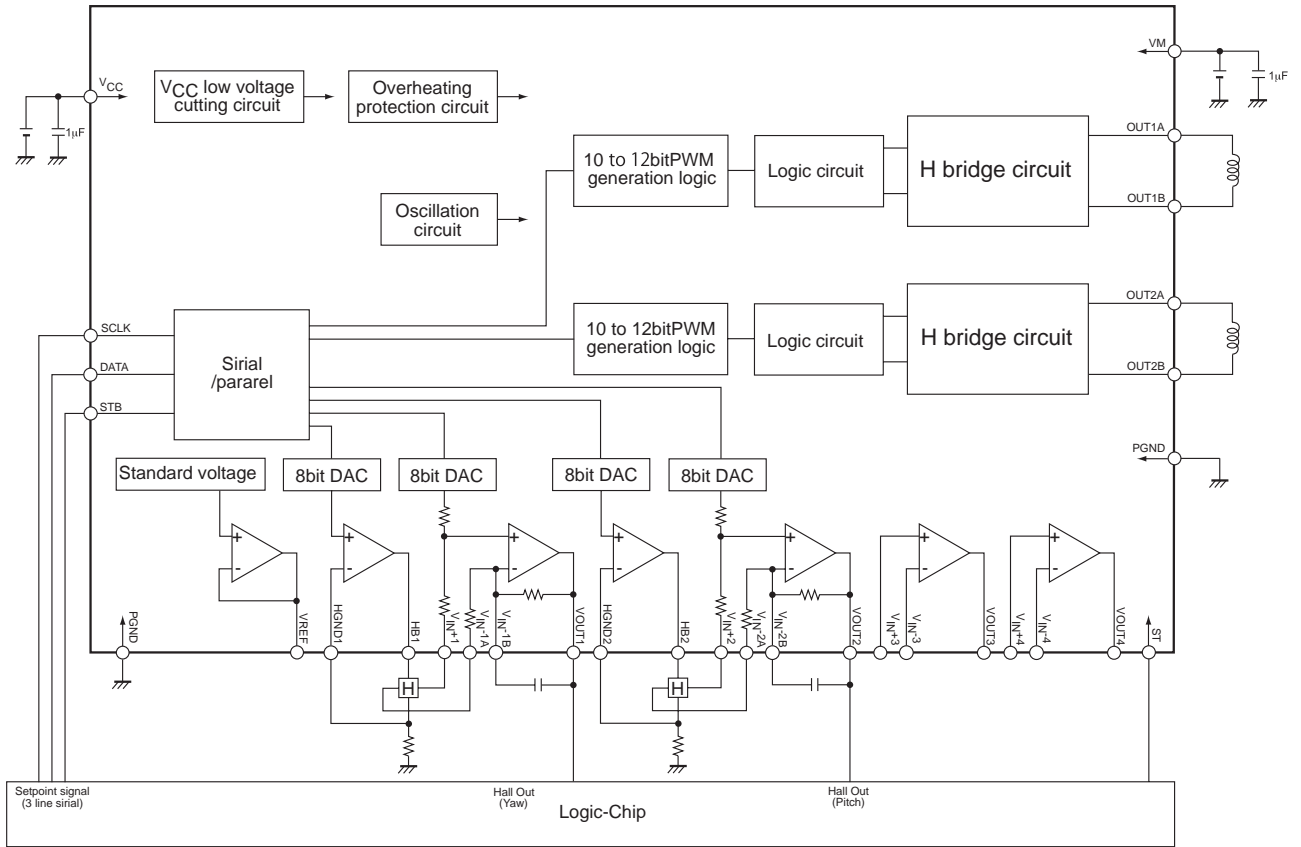 VM
VCC
VCC low voltage
cutting circuit
Overheating
protection circuit
1µF
1µF
OUT1A
10 to 12bitPWM
generation logic
Logic circuit
H bridge circuit
OUT1B
Oscillation
circuit
OUT2A
SCLK
10 to 12bitPWM
generation logic
Logic circuit
H bridge circuit
Sirial
/pararel
DATA
OUT2B
STB
PGND
Standard voltage
8bit DAC
8bit DAC
8bit DAC
8bit DAC
+
-
+
-
+
-
+
-
+
-
+
-
+
-
PGND
VREF
HGND1
HB1
VIN+1
VIN-1A
VIN-1B
VOUT1
HGND2
HB2
VIN+2
VIN-2A
VIN-2B
VOUT2
VIN+3
VIN-3
VOUT3
VIN+4
VIN-4
VOUT4
ST
H
H
Setpoint signal
(3 line sirial)
Hall Out
(Yaw)
Hall Out
(Pitch)
Logic-Chip